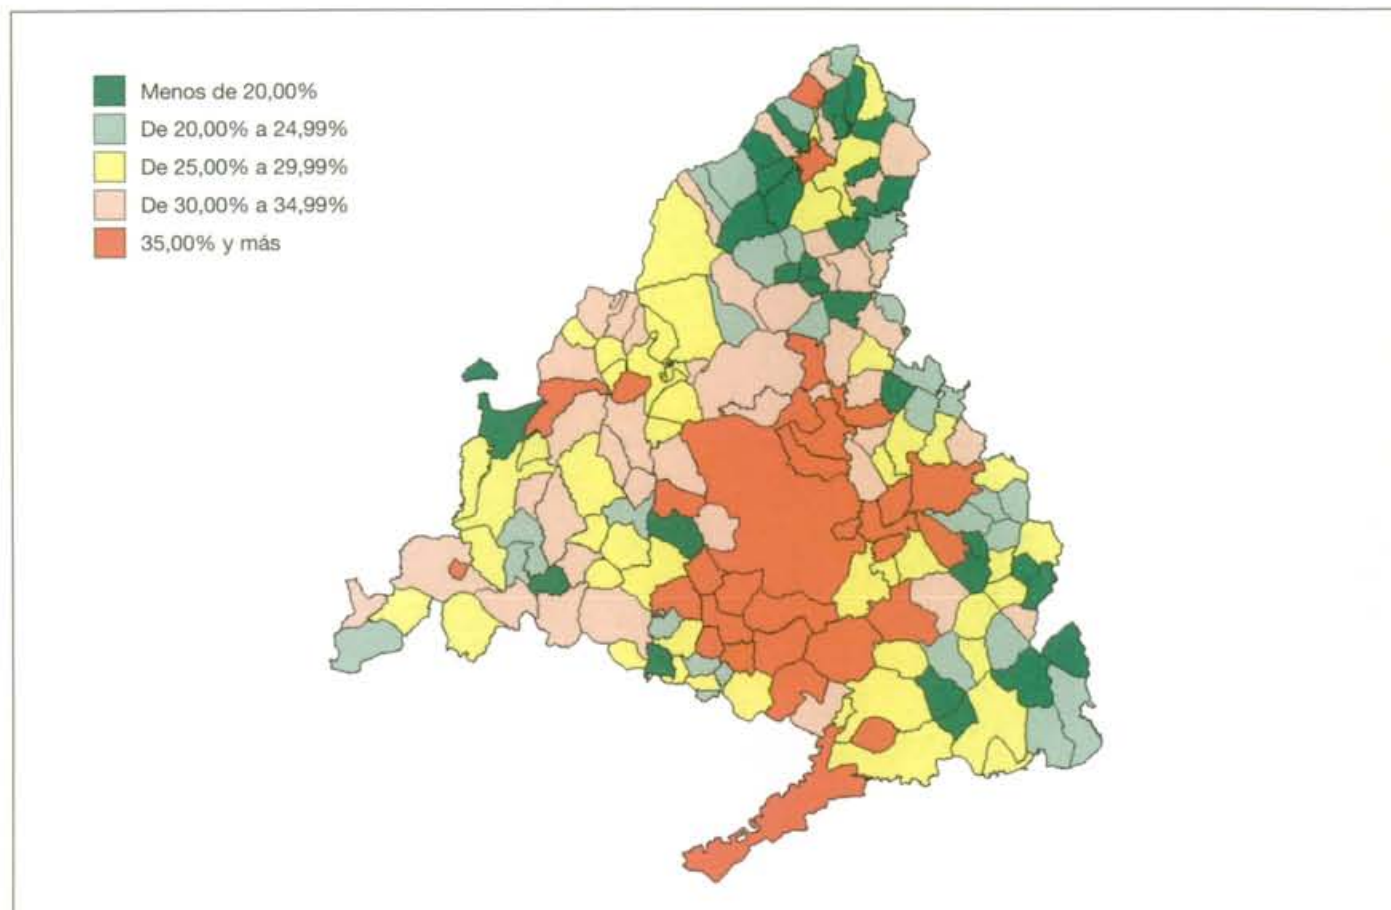 Menos de 20,00%
De 20,00% a 24,99%
De 25,00% a 29,99%
De 30,00% a 34,99%
35,00% y más